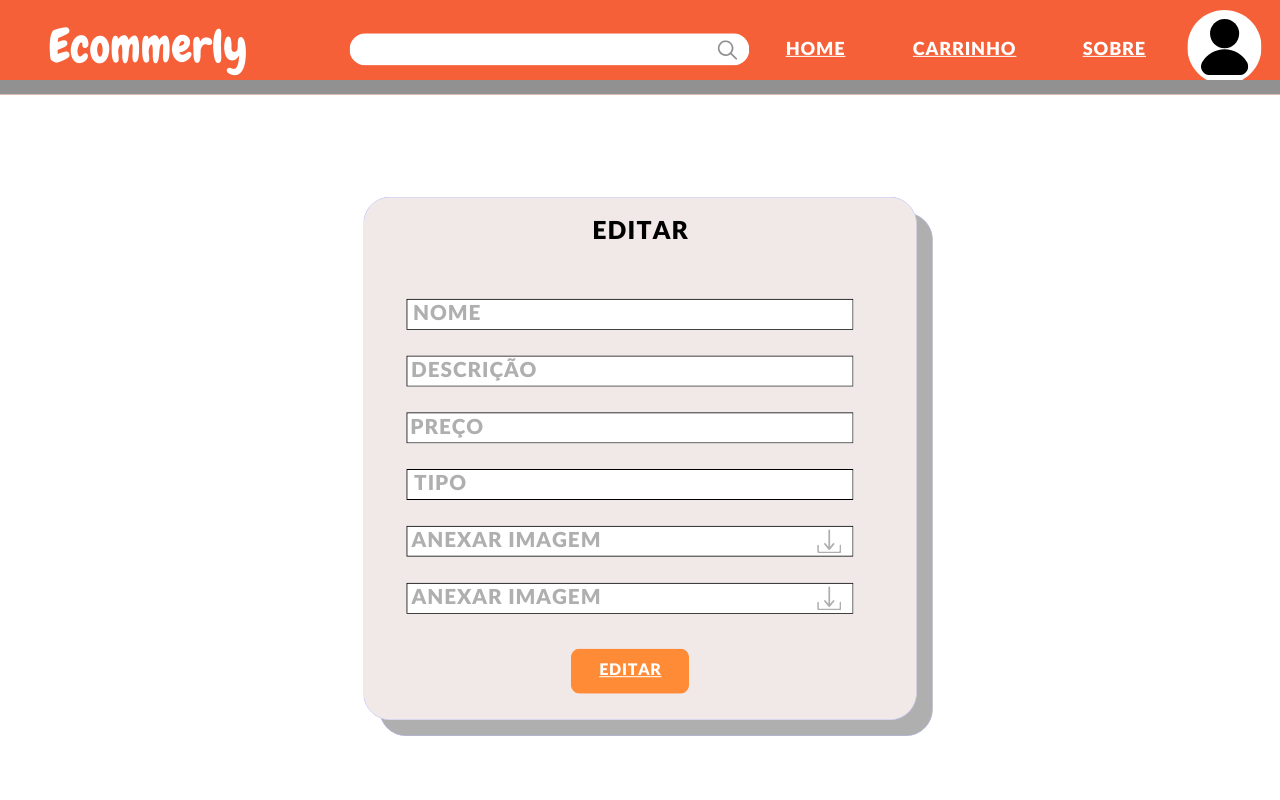 Ecommerly
HOME
CARRINHO
SOBRE
EDITAR
NOME
DESCRIÇÃO
PREÇO
TIPO
ANEXAR IMAGEM
ANEXAR IMAGEM
EDITAR